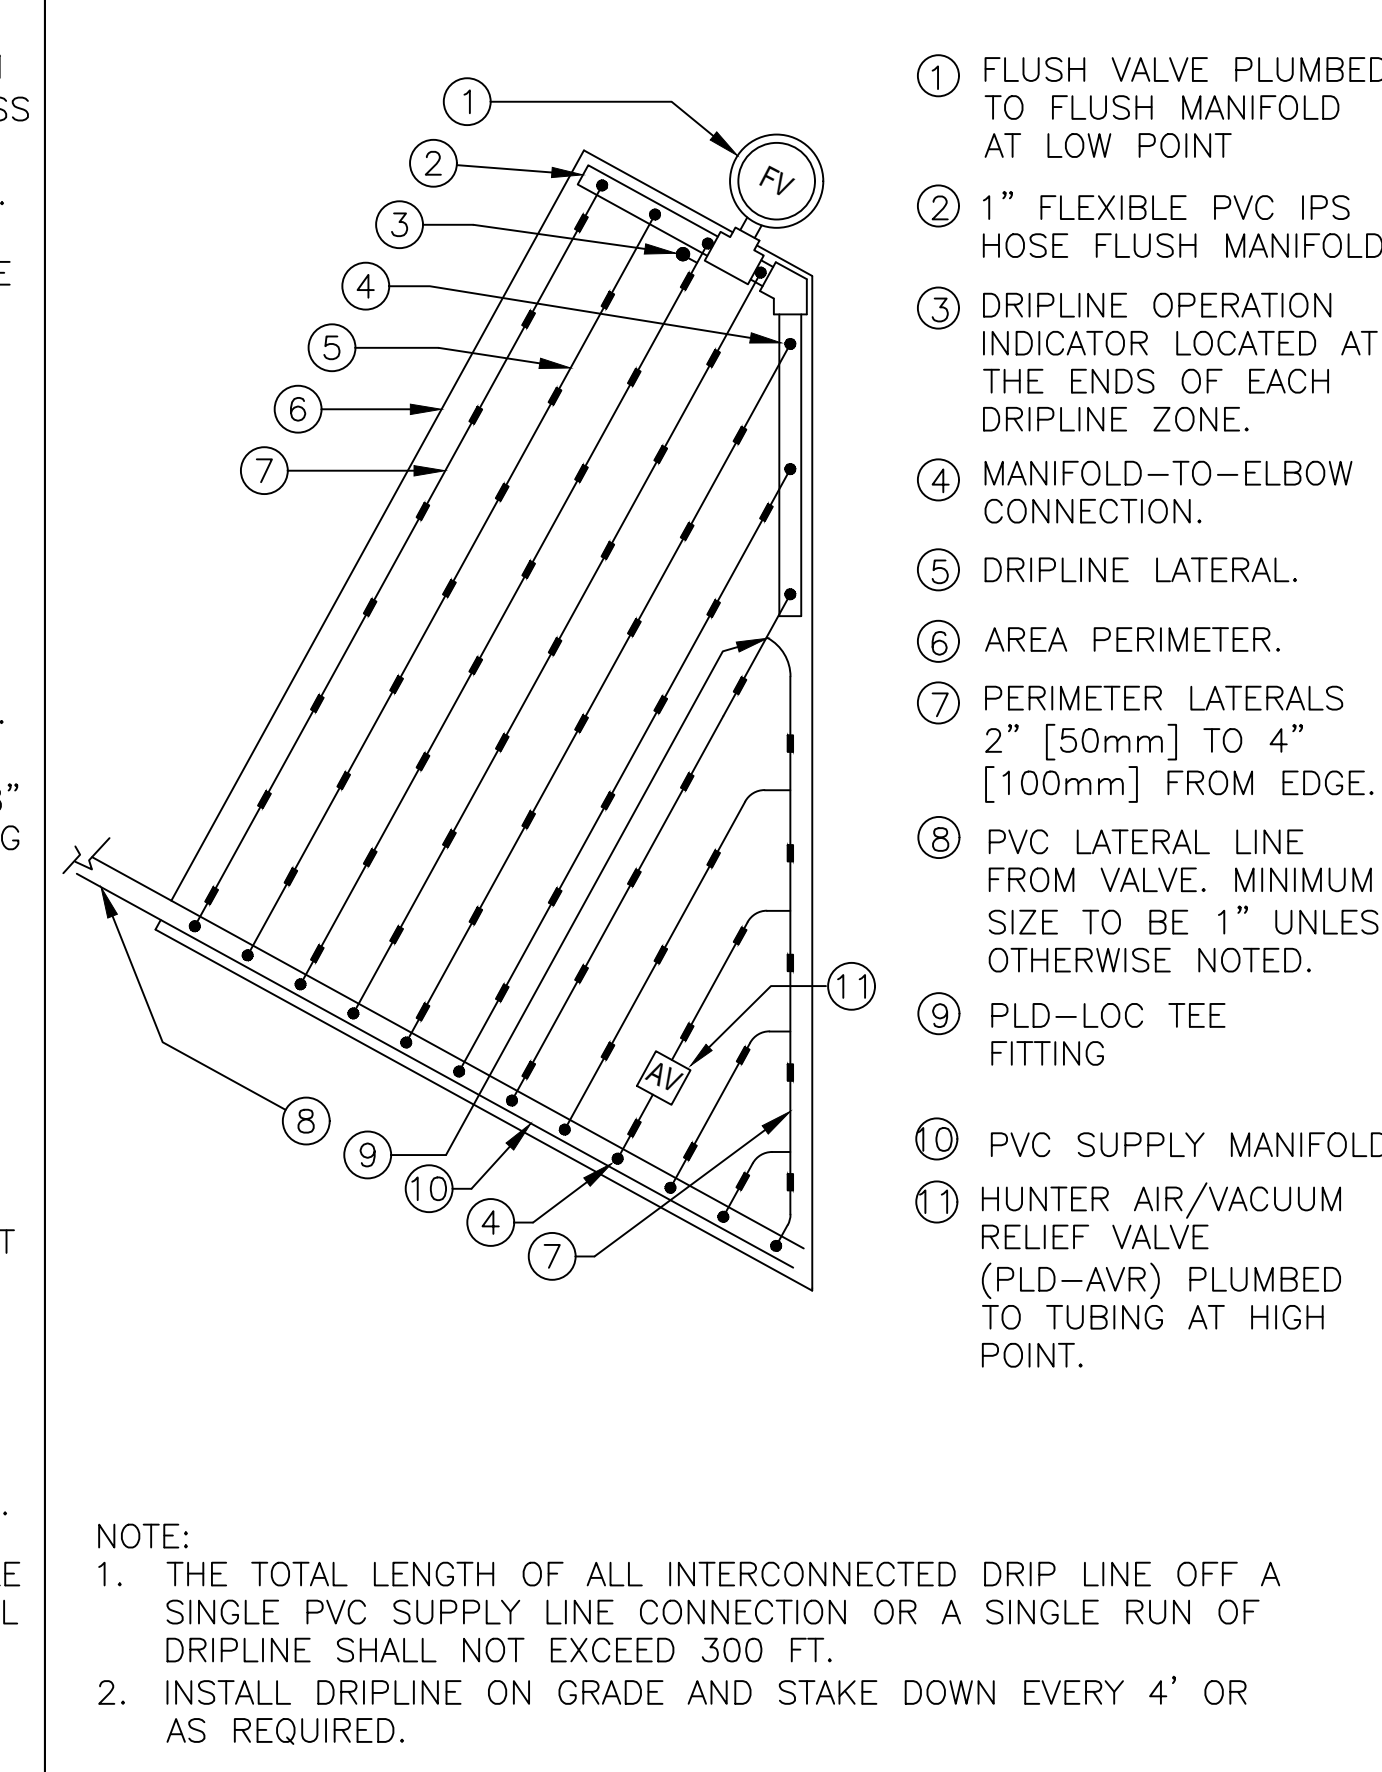 SS
.
E
.
"
G
T
.
E
L
1
2
3
4
5
6
7
FV
AV
11
8
9
10
4
7
1 FLUSH VALVE PLUMBED
TO FLUSH MANIFOLD
AT LOW POINT
2 1" FLEXIBLE PVC IPS
HOSE FLUSH MANIFOLD
3 DRIPLINE OPERATION
INDICATOR LOCATED AT
THE ENDS OF EACH
DRIPLINE ZONE.
4 MANIFOLD-TO-ELBOW
CONNECTION.
5 DRIPLINE LATERAL.
6 AREA PERIMETER.
7 PERIMETER LATERALS
2" [50mm] TO 4"
[100mm] FROM EDGE.
8 PVC LATERAL LINE
FROM VALVE. MINIMUM
SIZE TO BE 1" UNLES
OTHERWISE NOTED.
9 PLD-LOC TEE
FITTING
10 PVC SUPPLY MANIFOLD
11 HUNTER AIR/VACUUM
RELIEF VALVE
(PLD-AVR) PLUMBED
TO TUBING AT HIGH
POINT.
NOTE:
1. THE TOTAL LENGTH OF ALL INTERCONNECTED DRIP LINE OFF A
SINGLE PVC SUPPLY LINE CONNECTION OR A SINGLE RUN OF
DRIPLINE SHALL NOT EXCEED 300 FT.
2. INSTALL DRIPLINE ON GRADE AND STAKE DOWN EVERY 4' OR
AS REQUIRED.